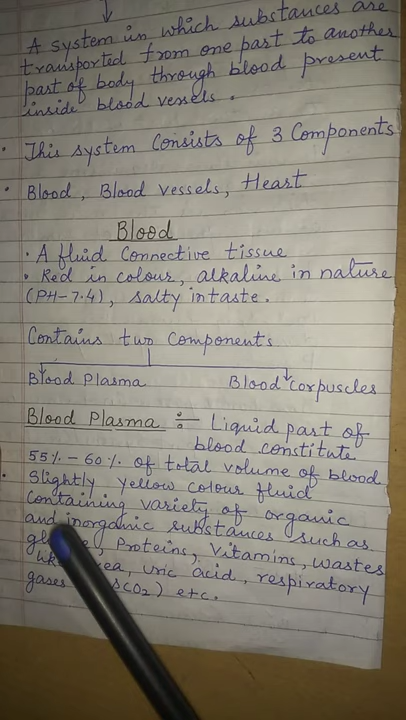 A system in which substances are
transported from one part to another
part of body through blood present
inside blood vessels.
• This system Consists of 3 Components
• Blood, Blood vessels, Heart
Blood
• A fluid Connective tissue
• Red in colour, alkaline in nature
(PH-7.4), salty in taste.
Contains two Components
Blood Plasma Blood corpuscles
Blood Plasma ÷ Liquid part of
blood constitute
55% - 60% of total volume of blood
• Slightly yellow colour fluid
containing variety of organic
and inorganic substances such as
Proteins, Vitamins, wastes
uric acid, respiratory
gases CO2) etc.